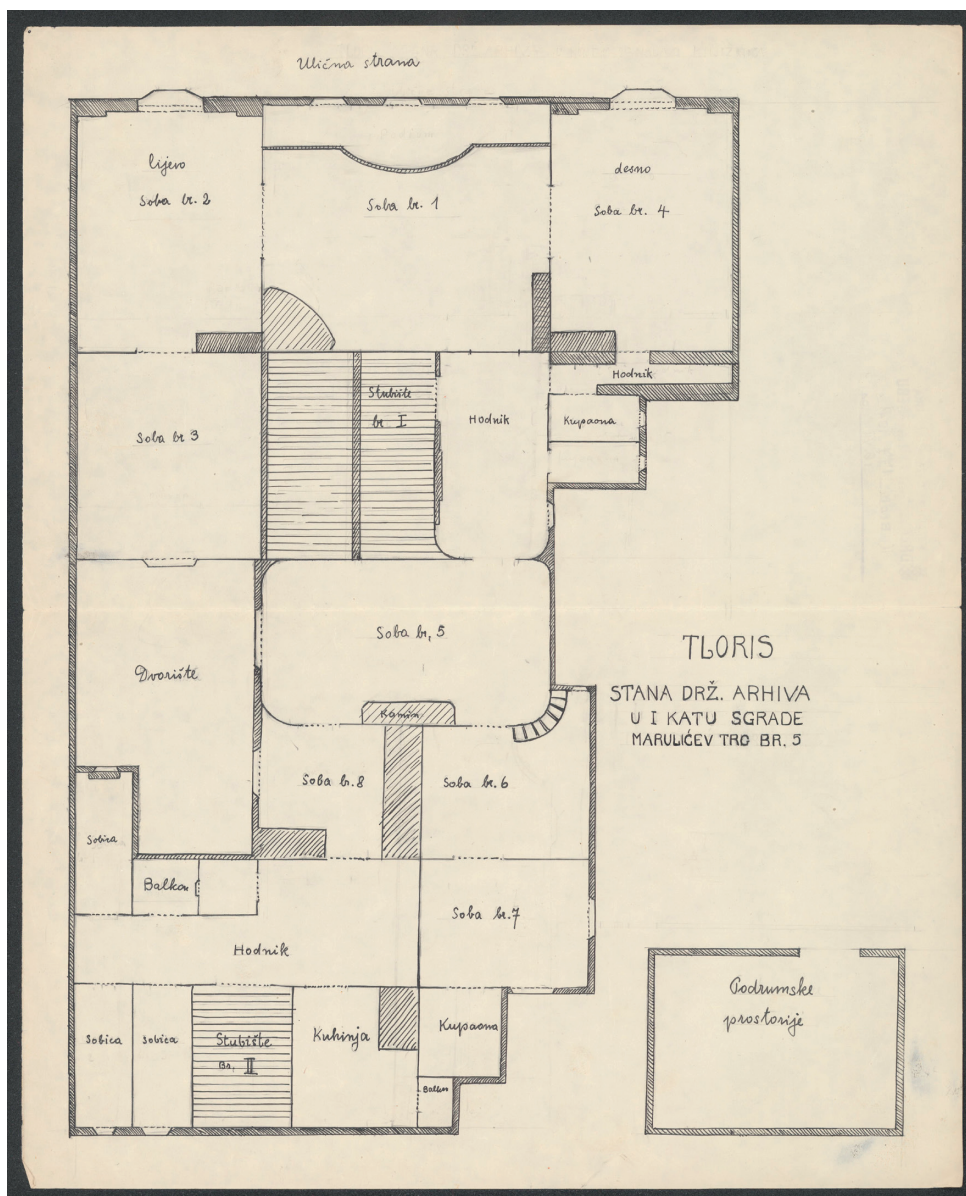 Ulična strana
lijevo
Soba br. 2
Soba br. 1
desno
Soba br. 4
Hodnik
Stubište
br I
Hodnik
Kupaona
Soba br 3
Soba br, 5
Dvorište
Kamin
TLORIS
STANA DRŽ. ARHIVA
U I KATU SGRADE
MARULIĆEV TRG BR. 5
Soba br. 8
Soba br. 6
Sobica
Balkon
Soba br. 7
Hodnik
Podrumske
prostorije
Sobica
Sobica
Stubište
Br. II
Kuhinja
Kupaona
Balkon